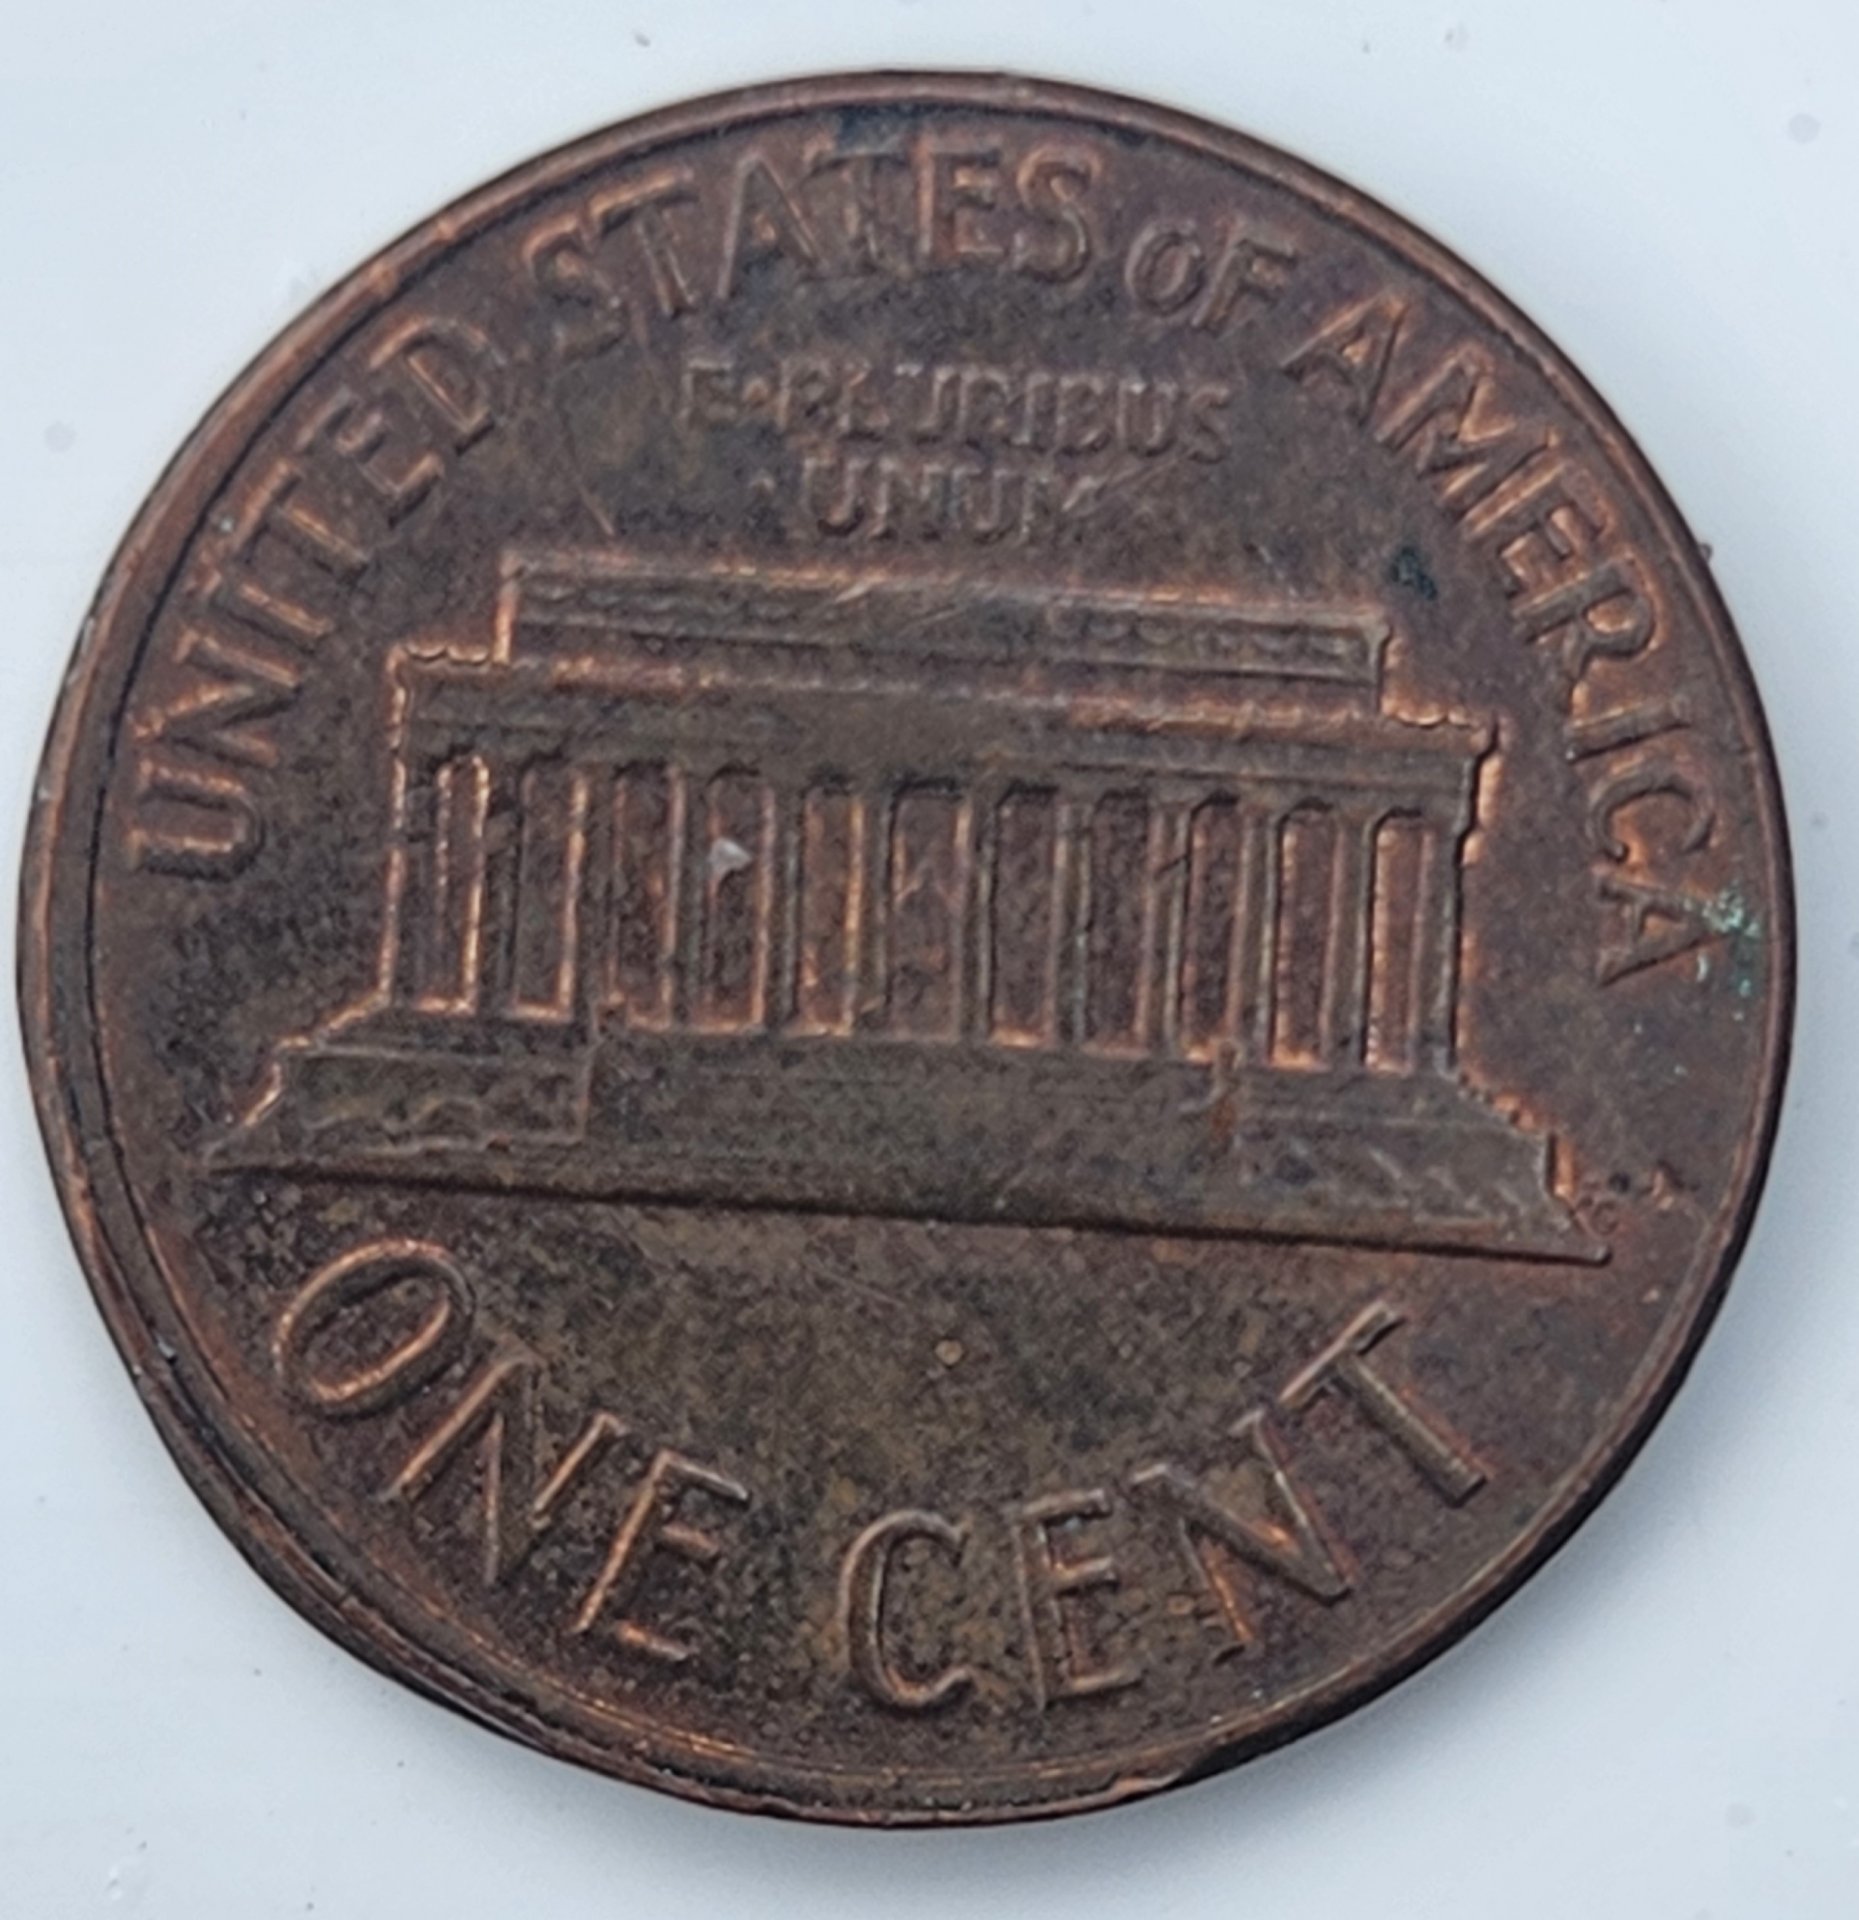 UNITED STATES OF AMERICA
E·PLURIBUS
·UNUM·
ONE CENT